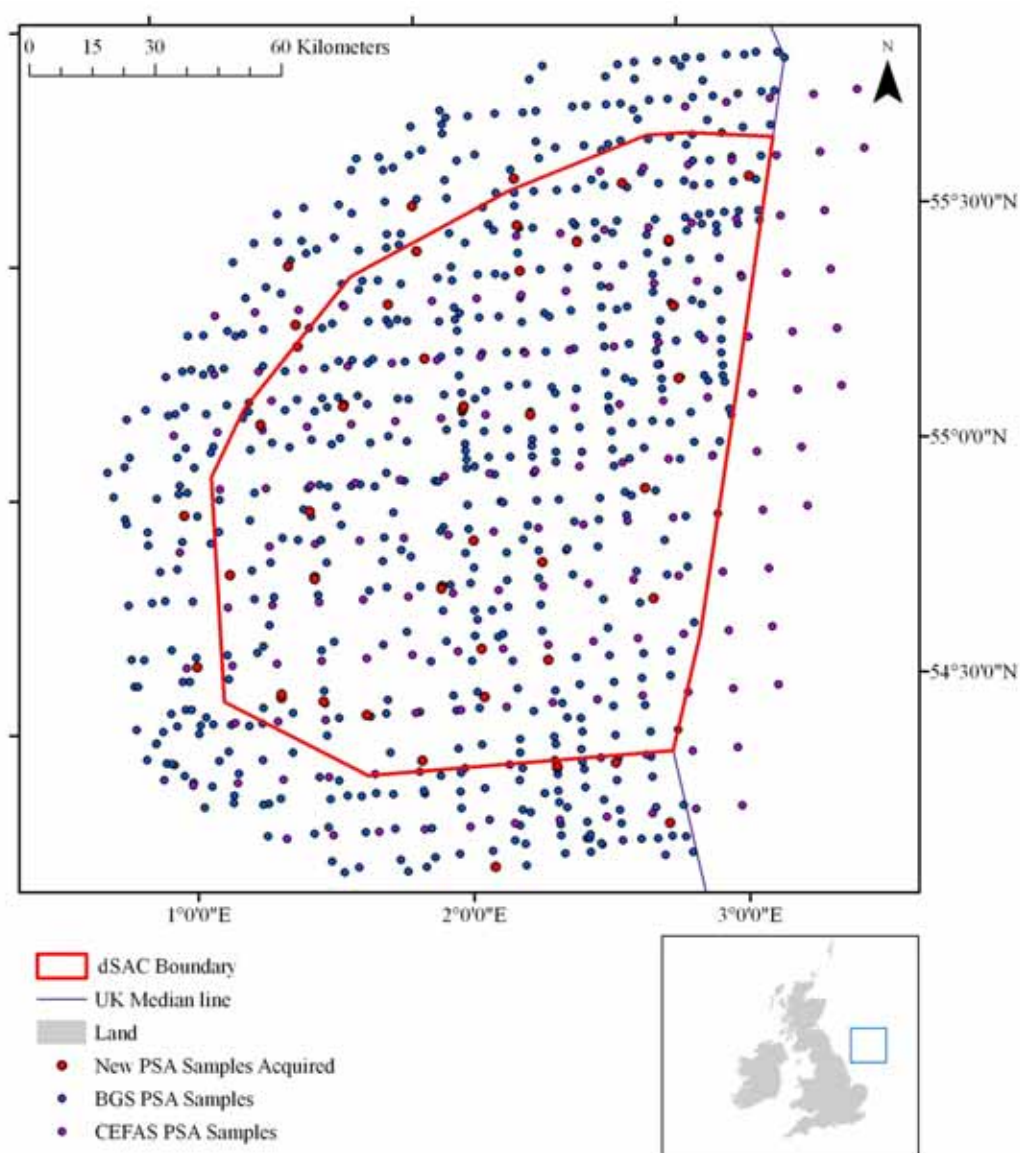 0 15 30 60 Kilometers
N
55°30'0"N
55°0'0"N
54°30'0"N
1°0'0"E 2°0'0"E 3°0'0"E
dSAC Boundary
UK Median line
Land
New PSA Samples Acquired
BGS PSA Samples
CEFAS PSA Samples